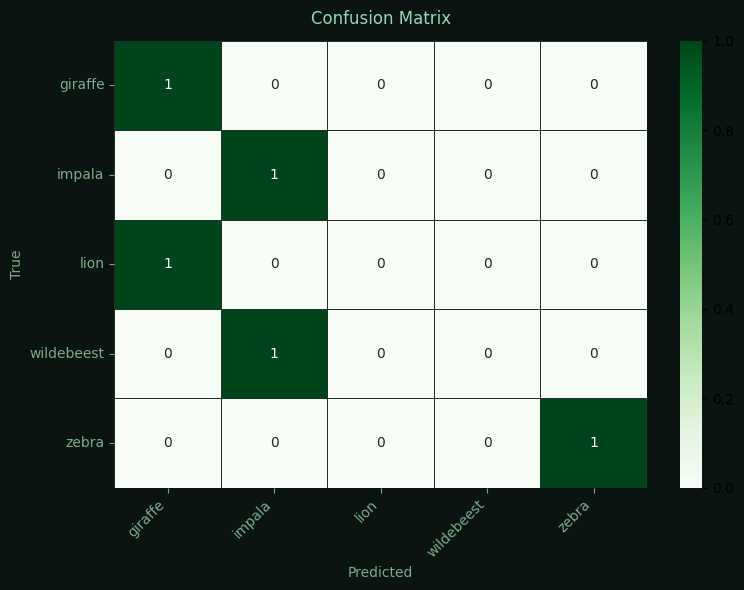 Confusion Matrix
giraffe 1 0 0 0 0 1.0
0.8
impala 0 1 0 0 0
0.6
lion 1 0 0 0 0
0.4
wildebeest 0 1 0 0 0
0.2
zebra 0 0 0 0 1
0.0
True
giraffe impala lion wildebeest zebra
Predicted